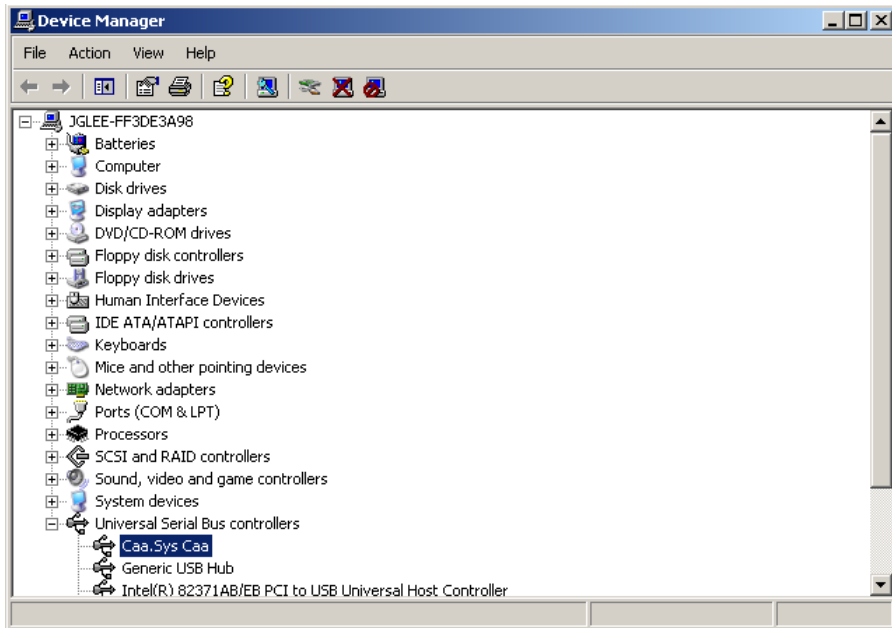 Device Manager
File Action View Help
JGLEE-FF3DE3A98
Batteries
Computer
Disk drives
Display adapters
DVD/CD-ROM drives
Floppy disk controllers
Floppy disk drives
Human Interface Devices
IDE ATA/ATAPI controllers
Keyboards
Mice and other pointing devices
Network adapters
Ports (COM & LPT)
Processors
SCSI and RAID controllers
Sound, video and game controllers
System devices
Universal Serial Bus controllers
Caa.Sys Caa
Generic USB Hub
Intel(R) 82371AB/EB PCI to USB Universal Host Controller